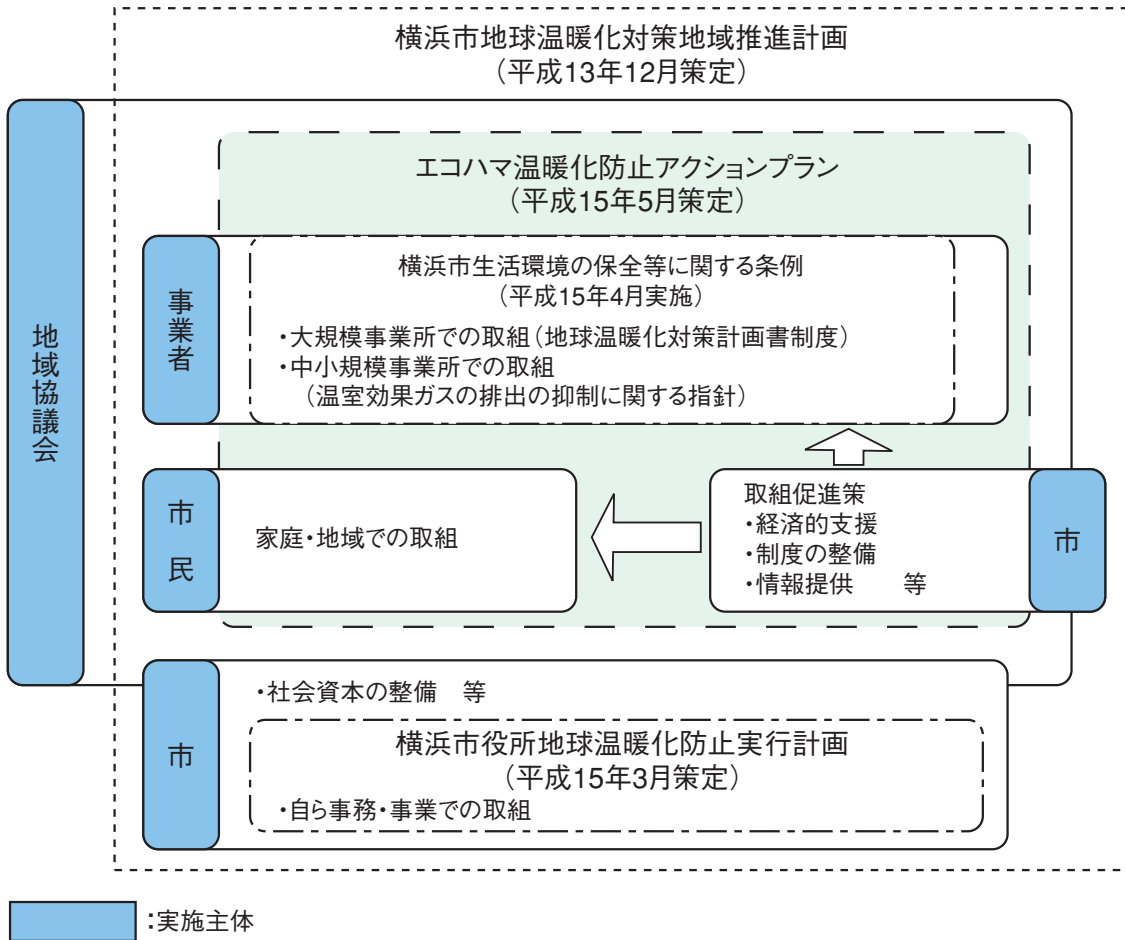 横浜市地球温暖化対策地域推進計画
（平成13年12月策定）
地域協議会
エコハマ温暖化防止アクションプラン
（平成15年5月策定）
事業者
横浜市生活環境の保全等に関する条例
（平成15年4月実施）
・大規模事業所での取組（地球温暖化対策計画書制度）
・中小規模事業所での取組
（温室効果ガスの排出の抑制に関する指針）
市民
家庭・地域での取組
取組促進策
・経済的支援
・制度の整備
・情報提供　等
市
市
・社会資本の整備　等
横浜市役所地球温暖化防止実行計画
（平成15年3月策定）
・自ら事務・事業での取組
：実施主体